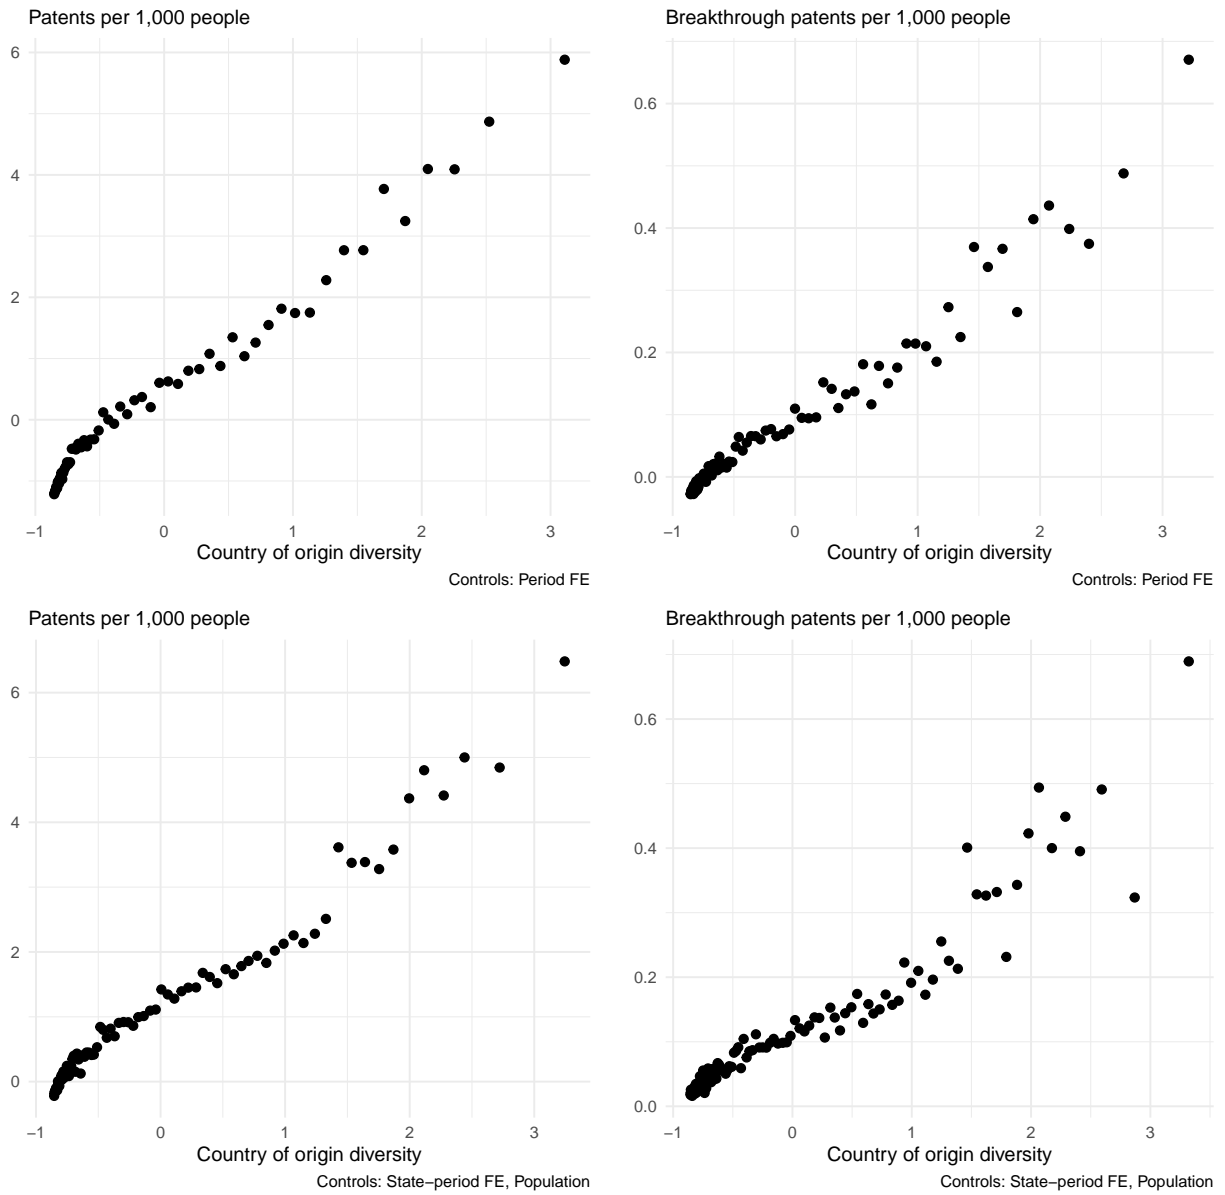 Patents per 1,000 people
6
4
2
0
−1 0 1 2 3
Country of origin diversity
Controls: Period FE
Breakthrough patents per 1,000 people
0.6
0.4
0.2
0.0
−1 0 1 2 3
Country of origin diversity
Controls: Period FE
Patents per 1,000 people
6
4
2
0
−1 0 1 2 3
Country of origin diversity
Controls: State−period FE, Population
Breakthrough patents per 1,000 people
0.6
0.4
0.2
0.0
−1 0 1 2 3
Country of origin diversity
Controls: State−period FE, Population